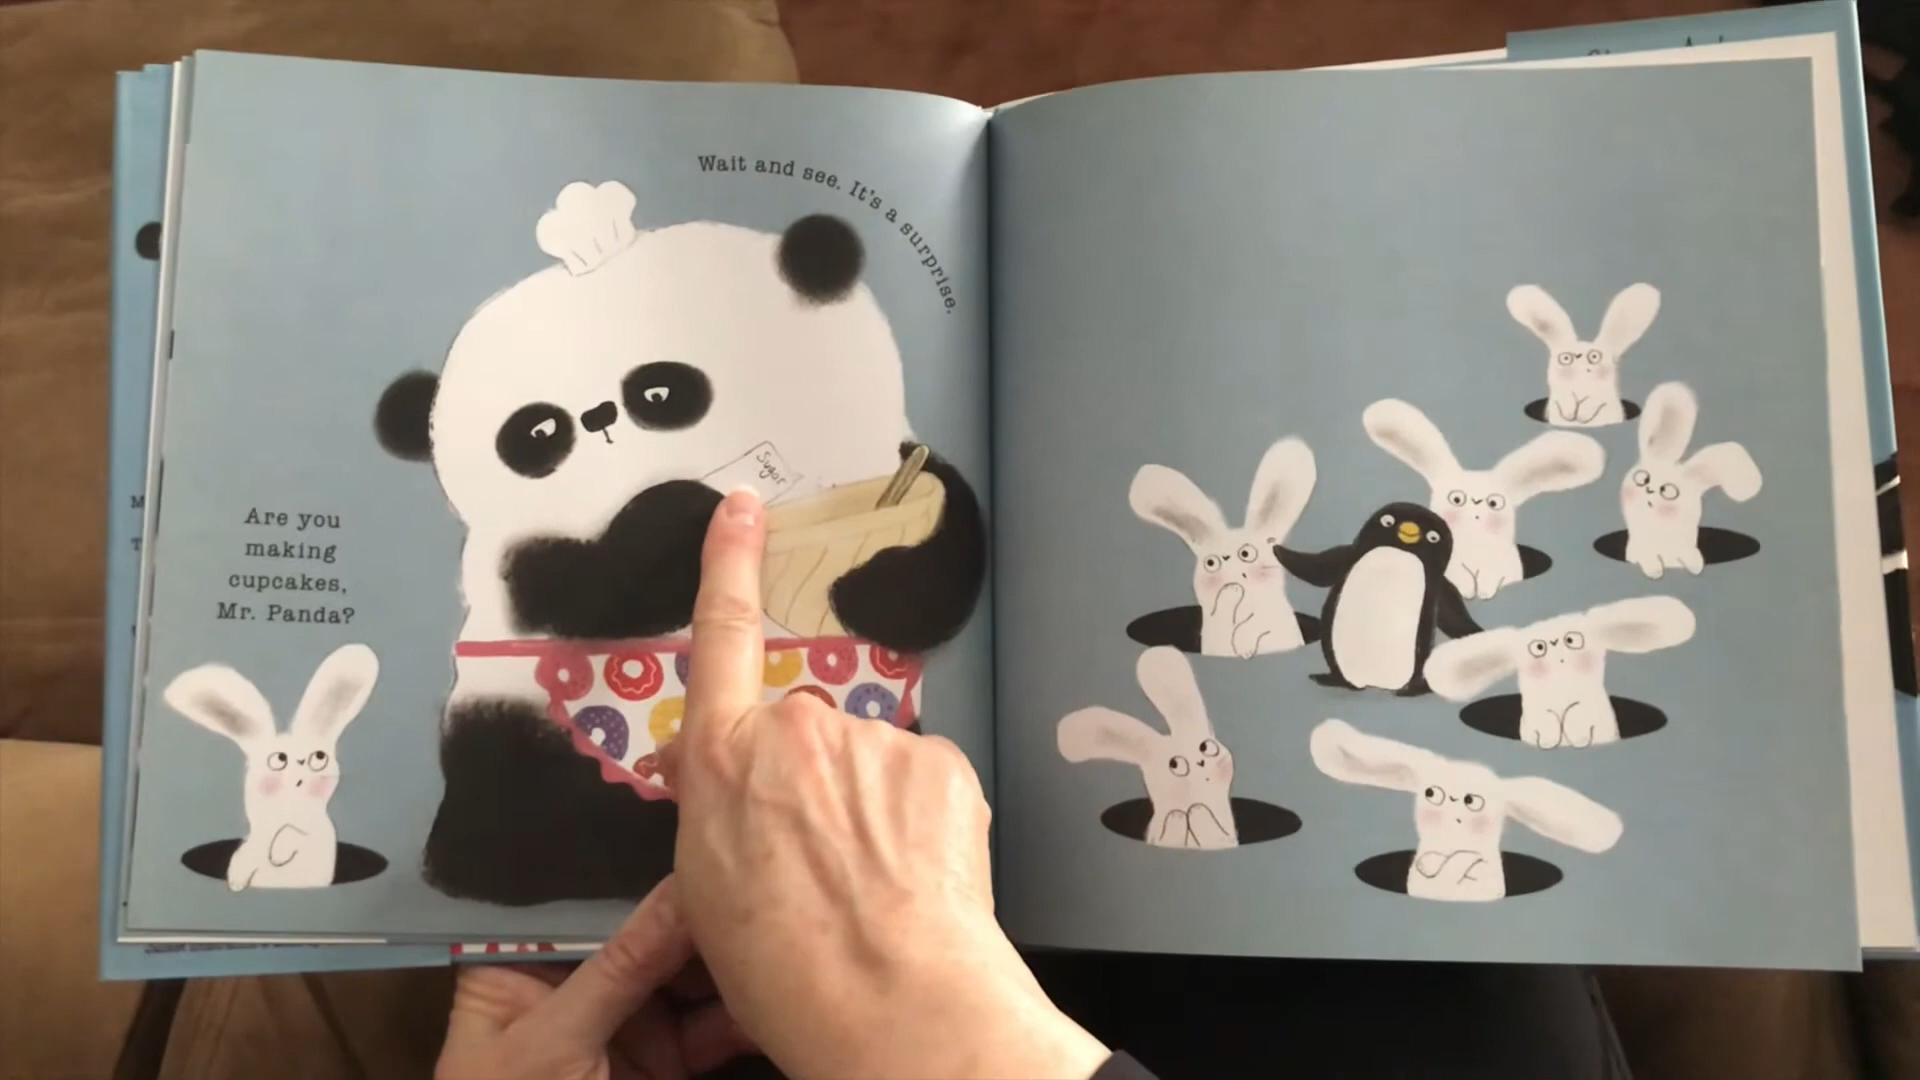 Wait and see. It's a surprise.
Sugar
Are you
making
cupcakes,
Mr. Panda?
M
T